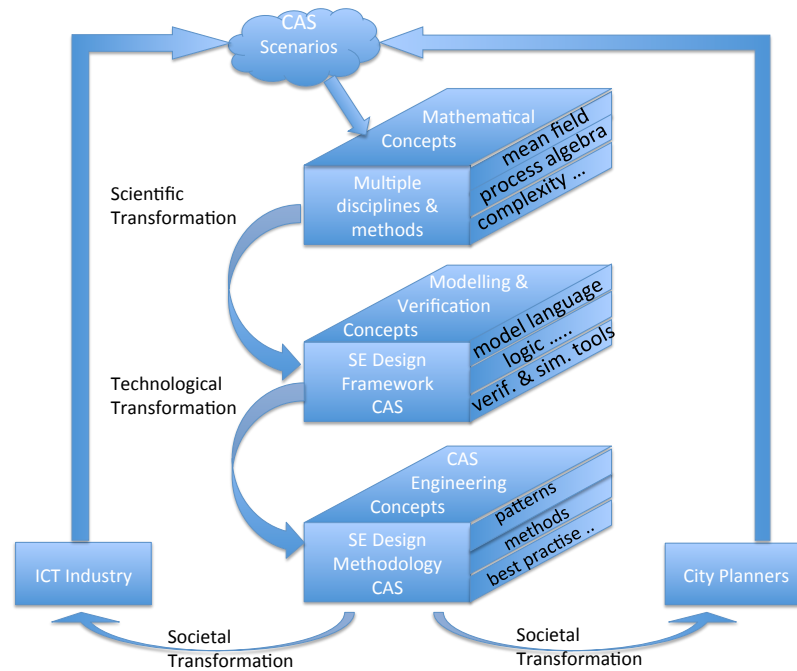 CAS
Scenarios
Mathematical
Concepts
mean field
process algebra
complexity ...
Multiple
disciplines &
methods
Scientific
Transformation
Modelling &
Verification
Concepts
model language
logic .....
verif. & sim. tools
SE Design
Framework
CAS
Technological
Transformation
CAS
Engineering
Concepts
patterns
methods
best practise ..
SE Design
Methodology
CAS
ICT Industry
City Planners
Societal
Transformation
Societal
Transformation